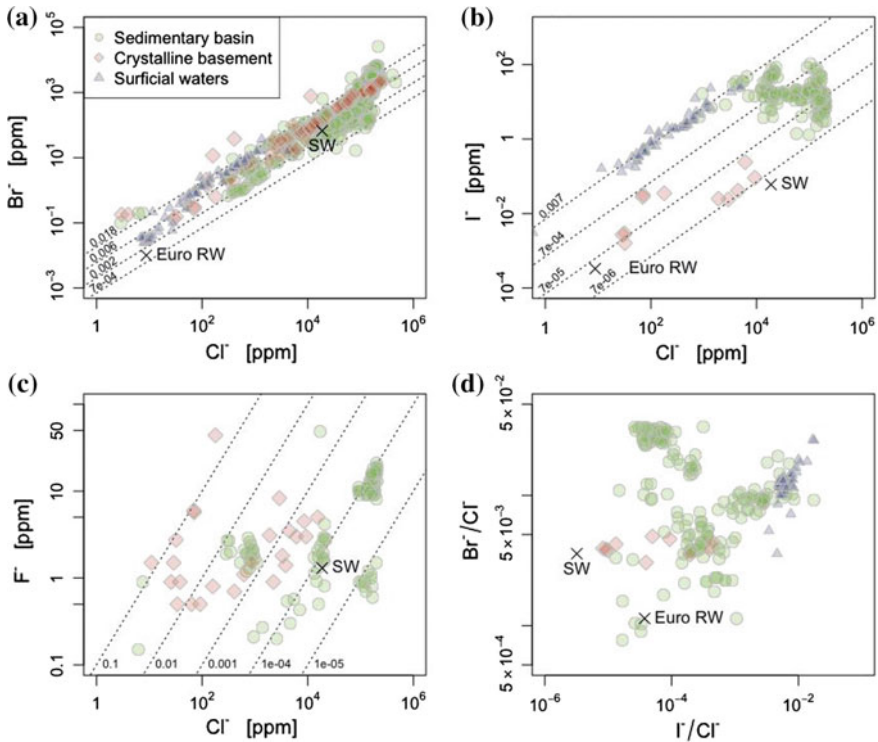 (a)
Sedimentary basin
Crystalline basement
Surficial waters
Br⁻ [ppm]
10⁵
10³
10¹
10⁻¹
10⁻³
0.018
0.006
0.002
7e-04
SW
Euro RW
1 10² 10⁴ 10⁶
Cl⁻ [ppm]
(b)
I⁻ [ppm]
10²
1
10⁻²
10⁻⁴
0.007
7e-04
7e-05
7e-06
SW
Euro RW
1 10² 10⁴ 10⁶
Cl⁻ [ppm]
(c)
F⁻ [ppm]
50
10
1
0.1
SW
0.1 0.01 0.001 1e-04 1e-05
1 10² 10⁴ 10⁶
Cl⁻ [ppm]
(d)
Br⁻/Cl⁻
5×10⁻²
5×10⁻³
5×10⁻⁴
SW
Euro RW
10⁻⁶ 10⁻⁴ 10⁻²
I⁻/Cl⁻